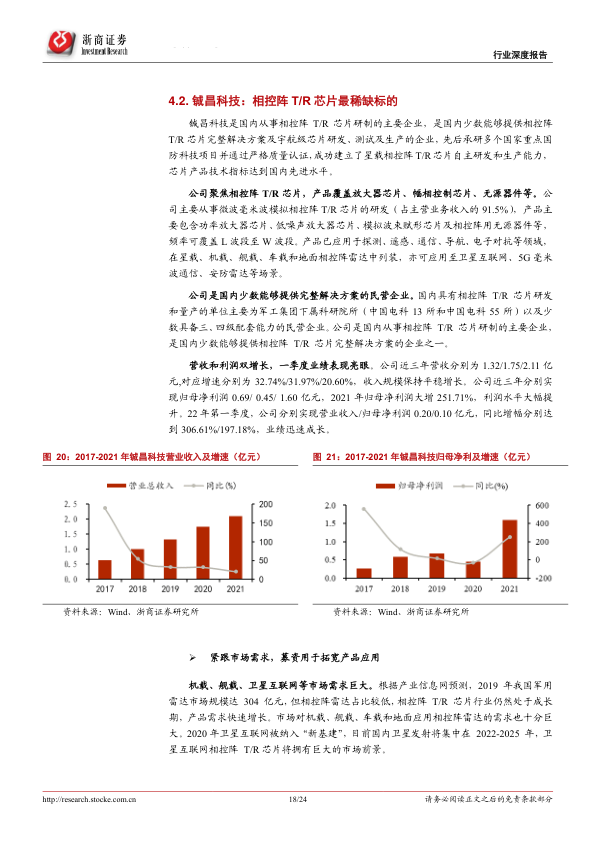 浙商证券
Investment Research
行业深度报告
4.2. 铖昌科技：相控阵 T/R 芯片最稀缺标的
铖昌科技是国内从事相控阵 T/R 芯片研制的主要企业，是国内少数能够提供相控阵
T/R 芯片完整解决方案及宇航级芯片研发、测试及生产的企业，先后承研多个国家重点国
防科技项目并通过严格质量认证，成功建立了星载相控阵 T/R 芯片自主研发和生产能力，
芯片产品技术指标达到国内先进水平。
公司聚焦相控阵 T/R 芯片，产品覆盖放大器芯片、幅相控制芯片、无源器件等。公
司主要从事微波毫米波模拟相控阵 T/R 芯片的研发（占主营业务收入的 91.5%），产品主
要包含功率放大器芯片、低噪声放大器芯片、模拟波束赋形芯片及相控阵用无源器件等，
频率可覆盖 L 波段至 W 波段。产品已应用于探测、遥感、通信、导航、电子对抗等领域，
在星载、机载、舰载、车载和地面相控阵雷达中列装，亦可应用至卫星互联网、5G 毫米
波通信、安防雷达等场景。
公司是国内少数能够提供完整解决方案的民营企业。国内具有相控阵 T/R 芯片研发
和量产的单位主要为军工集团下属科研院所（中国电科 13 所和中国电科 55 所）以及少
数具备三、四级配套能力的民营企业。公司是国内从事相控阵 T/R 芯片研制的主要企业，
是国内少数能够提供相控阵 T/R 芯片完整解决方案的企业之一。
营收和利润双增长，一季度业绩表现亮眼。公司近三年营收分别为 1.32/1.75/2.11 亿
元,对应增速分别为 32.74%/31.97%/20.60%，收入规模保持平稳增长。公司近三年分别实
现归母净利润 0.69/ 0.45/ 1.60 亿元，2021 年归母净利润大增 251.71%，利润水平大幅提
升。22 年第一季度，公司分别实现营业收入/归母净利润 0.20/0.10 亿元，同比增幅分别达
到 306.61%/197.18%，业绩迅速成长。
图 20：2017-2021 年铖昌科技营业收入及增速（亿元）
营业总收入 同比(%)
2.5 200
2.0 150
1.5 100
1.0 50
0.5
0.0 0
2017 2018 2019 2020 2021
资料来源：Wind、浙商证券研究所
图 21：2017-2021 年铖昌科技归母净利及增速（亿元）
归母净利润 同比(%)
2.0 600
1.5 400
1.0 200
0.5 0
0.0 -200
2017 2018 2019 2020 2021
资料来源：Wind、浙商证券研究所
➢ 紧跟市场需求，募资用于拓宽产品应用
机载、舰载、卫星互联网等市场需求巨大。根据产业信息网预测，2019 年我国军用
雷达市场规模达 304 亿元，但相控阵雷达占比较低，相控阵 T/R 芯片行业仍然处于成长
期，产品需求快速增长。市场对机载、舰载、车载和地面应用相控阵雷达的需求也十分巨
大。2020 年卫星互联网被纳入“新基建”，目前国内卫星发射将集中在 2022-2025 年，卫
星互联网相控阵 T/R 芯片将拥有巨大的市场前景。
http://research.stocke.com.cn
18/24
请务必阅读正文之后的免责条款部分